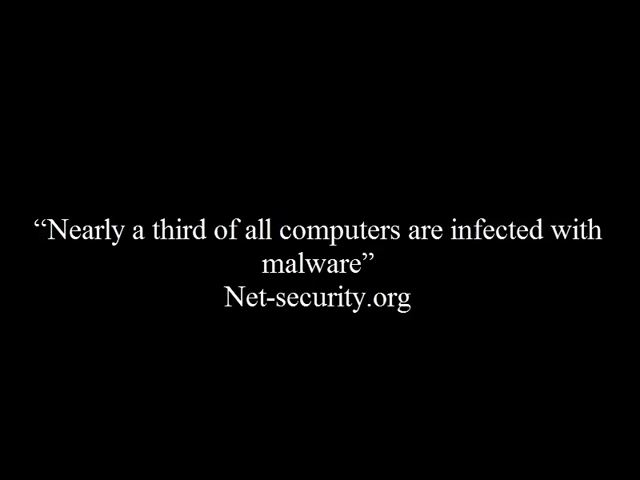 “Nearly a third of all computers are infected with
malware”
Net-security.org